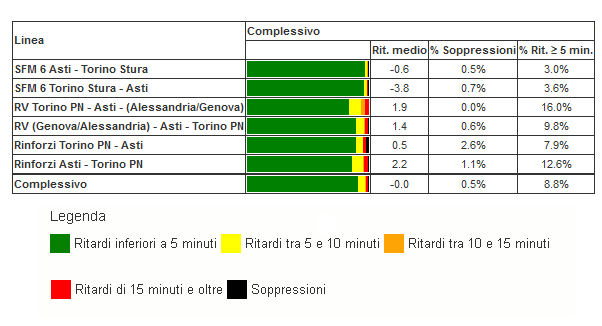 Linea Complessivo
Rit. medio % Soppressioni % Rit. ≥ 5 min.
SFM 6 Asti - Torino Stura -0.6 0.5% 3.0%
SFM 6 Torino Stura - Asti -3.8 0.7% 3.6%
RV Torino PN - Asti - (Alessandria/Genova) 1.9 0.0% 16.0%
RV (Genova/Alessandria) - Asti - Torino PN 1.4 0.6% 9.8%
Rinforzi Torino PN - Asti 0.5 2.6% 7.9%
Rinforzi Asti - Torino PN 2.2 1.1% 12.6%
Complessivo -0.0 0.5% 8.8%
Legenda
Ritardi inferiori a 5 minuti Ritardi tra 5 e 10 minuti Ritardi tra 10 e 15 minuti
Ritardi di 15 minuti e oltre Soppressioni